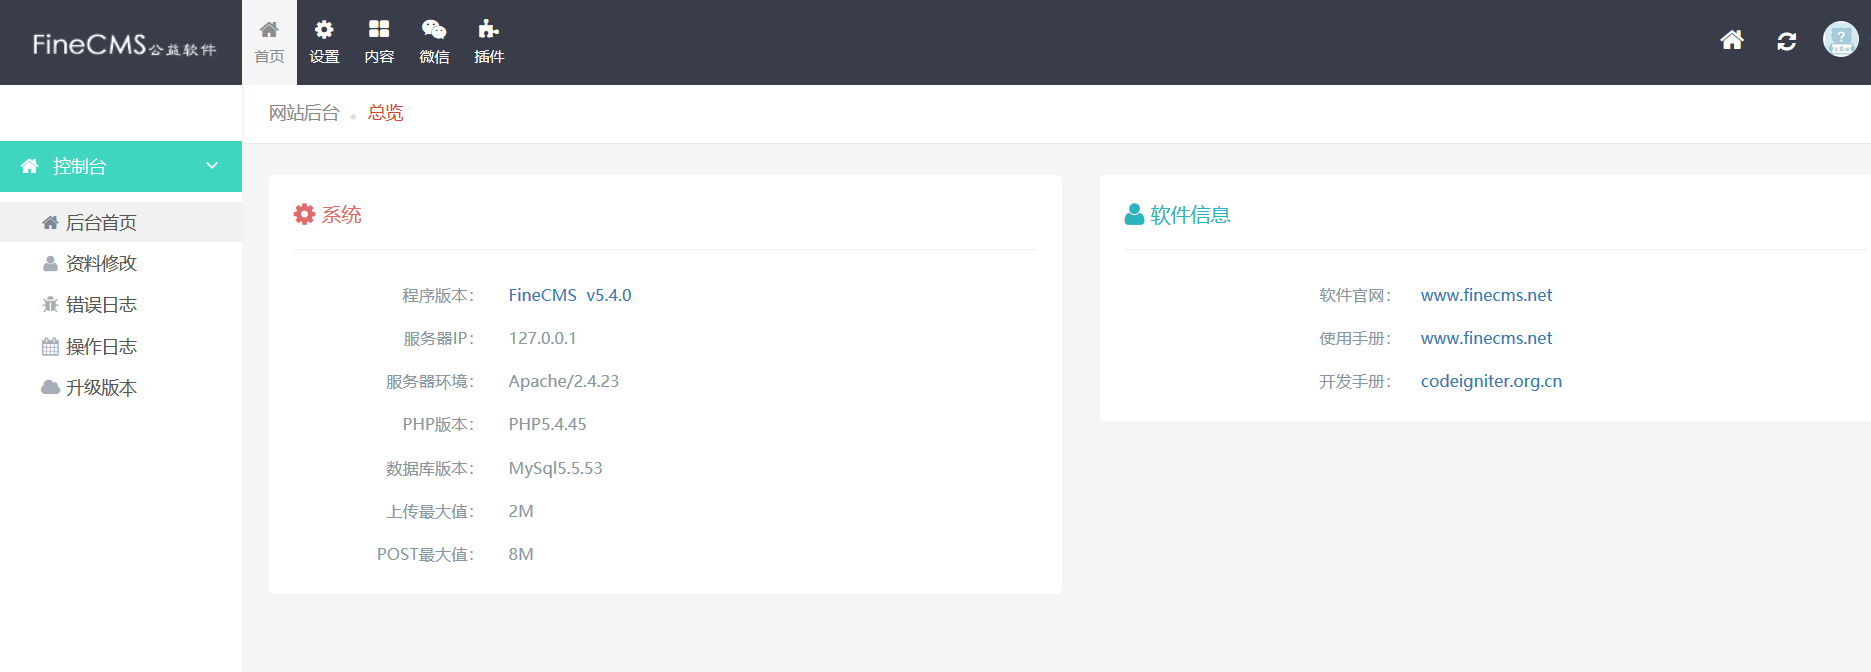 FineCMS公益软件
首页
设置
内容
微信
插件
网站后台 • 总览
控制台
后台首页
资料修改
错误日志
操作日志
升级版本
系统
程序版本： FineCMS v5.4.0
服务器IP： 127.0.0.1
服务器环境： Apache/2.4.23
PHP版本： PHP5.4.45
数据库版本： MySql5.5.53
上传最大值： 2M
POST最大值： 8M
软件信息
软件官网： www.finecms.net
使用手册： www.finecms.net
开发手册： codeigniter.org.cn